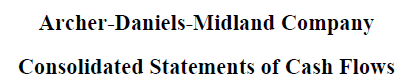 Archer-Daniels-Midland Company
Consolidated Statements of Cash Flows